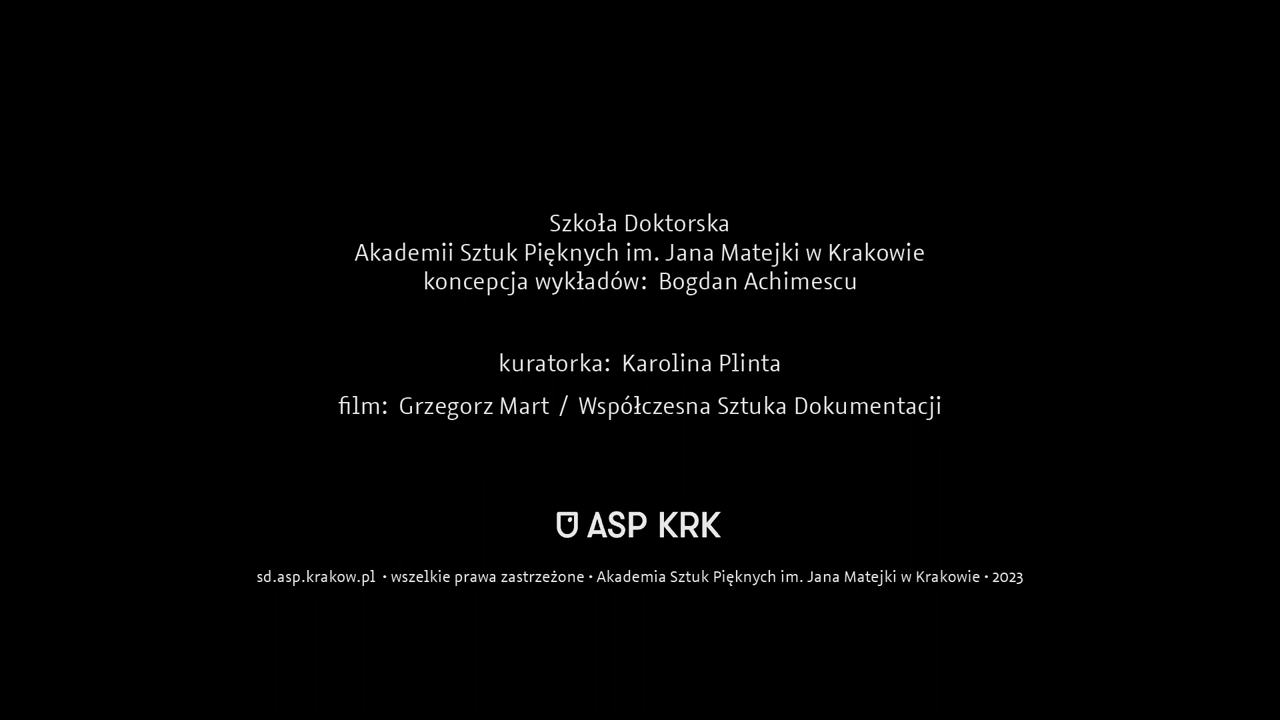 Szkoła Doktorska
Akademii Sztuk Pięknych im. Jana Matejki w Krakowie
koncepcja wykładów: Bogdan Achimescu
kuratorka: Karolina Plinta
film: Grzegorz Mart / Współczesna Sztuka Dokumentacji
ASP KRK
sd.asp.krakow.pl • wszelkie prawa zastrzeżone • Akademia Sztuk Pięknych im. Jana Matejki w Krakowie • 2023